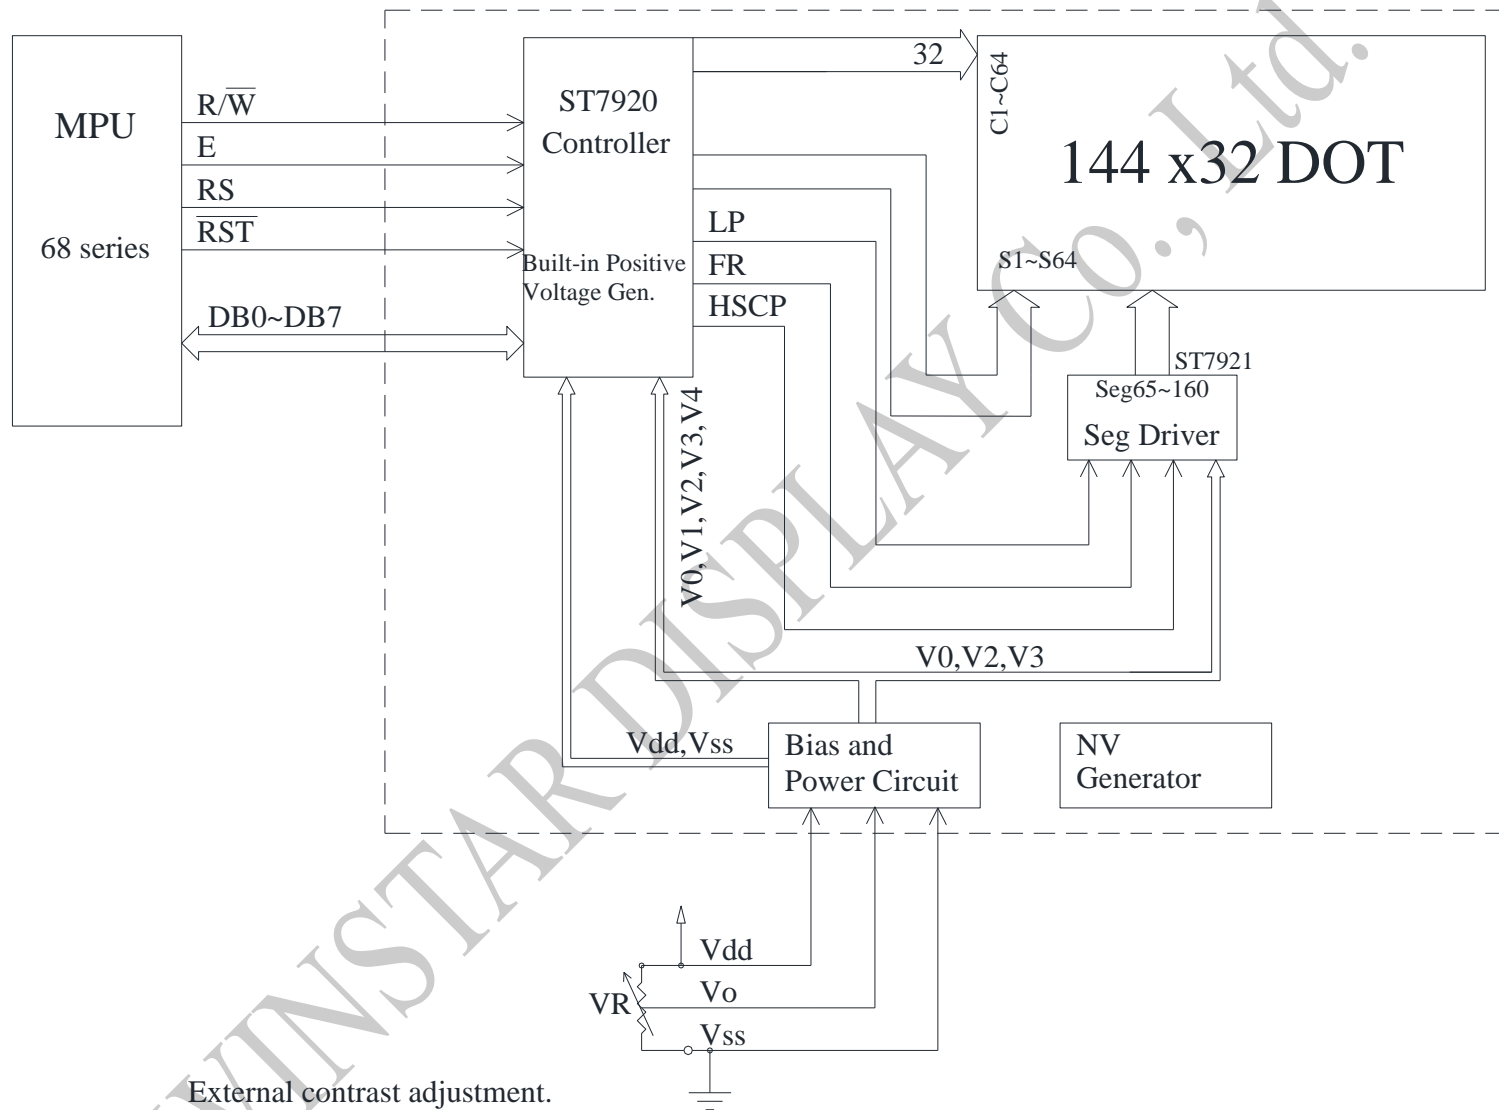 MPU
68 series
R/W̅
E
RS
R̅S̅T̅
DB0~DB7
ST7920
Controller
Built-in Positive
Voltage Gen.
32
C1~C64
144 x32 DOT
S1~S64
LP
FR
HSCP
ST7921
Seg65~160
Seg Driver
V0,V1,V2,V3,V4
V0,V2,V3
Vdd,Vss
Bias and
Power Circuit
NV
Generator
Vdd
VR
Vo
Vss
External contrast adjustment.
WINSTAR DISPLAY Co., Ltd.